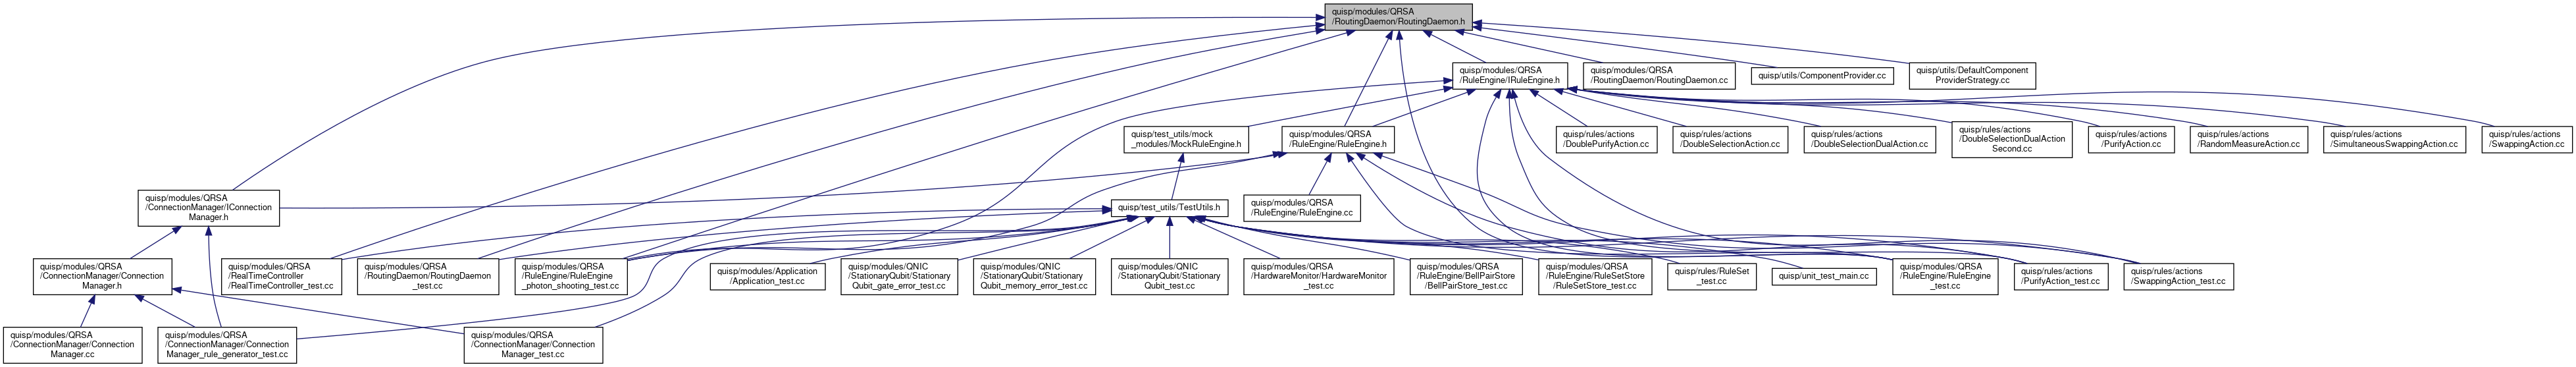 quisp/modules/QRSA
/RoutingDaemon/RoutingDaemon.h
quisp/modules/QRSA
/RuleEngine/IRuleEngine.h
quisp/modules/QRSA
/RoutingDaemon/RoutingDaemon.cc
quisp/utils/ComponentProvider.cc
quisp/utils/DefaultComponent
ProviderStrategy.cc
quisp/test_utils/mock
_modules/MockRuleEngine.h
quisp/modules/QRSA
/RuleEngine/RuleEngine.h
quisp/rules/actions
/DoublePurifyAction.cc
quisp/rules/actions
/DoubleSelectionAction.cc
quisp/rules/actions
/DoubleSelectionDualAction.cc
quisp/rules/actions
/DoubleSelectionDualAction
Second.cc
quisp/rules/actions
/PurifyAction.cc
quisp/rules/actions
/RandomMeasureAction.cc
quisp/rules/actions
/SimultaneousSwappingAction.cc
quisp/rules/actions
/SwappingAction.cc
quisp/modules/QRSA
/ConnectionManager/IConnection
Manager.h
quisp/test_utils/TestUtils.h
quisp/modules/QRSA
/RuleEngine/RuleEngine.cc
quisp/modules/QRSA
/ConnectionManager/Connection
Manager.h
quisp/modules/QRSA
/RealTimeController
/RealTimeController_test.cc
quisp/modules/QRSA
/RoutingDaemon/RoutingDaemon
_test.cc
quisp/modules/QRSA
/RuleEngine/RuleEngine
_photon_shooting_test.cc
quisp/modules/Application
/Application_test.cc
quisp/modules/QNIC
/StationaryQubit/Stationary
Qubit_gate_error_test.cc
quisp/modules/QNIC
/StationaryQubit/Stationary
Qubit_memory_error_test.cc
quisp/modules/QNIC
/StationaryQubit/Stationary
Qubit_test.cc
quisp/modules/QRSA
/HardwareMonitor/HardwareMonitor
_test.cc
quisp/modules/QRSA
/RuleEngine/BellPairStore
/BellPairStore_test.cc
quisp/modules/QRSA
/RuleEngine/RuleSetStore
/RuleSetStore_test.cc
quisp/rules/RuleSet
_test.cc
quisp/unit_test_main.cc
quisp/modules/QRSA
/RuleEngine/RuleEngine
_test.cc
quisp/rules/actions
/PurifyAction_test.cc
quisp/rules/actions
/SwappingAction_test.cc
quisp/modules/QRSA
/ConnectionManager/Connection
Manager.cc
quisp/modules/QRSA
/ConnectionManager/Connection
Manager_rule_generator_test.cc
quisp/modules/QRSA
/ConnectionManager/Connection
Manager_test.cc